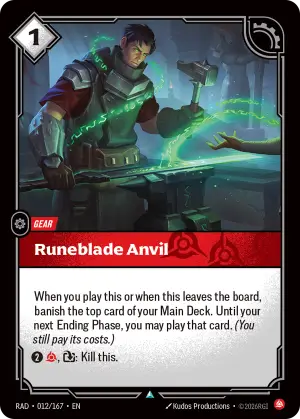 1
GEAR
Runeblade Anvil
When you play this or when this leaves the board,
banish the top card of your Main Deck. Until your
next Ending Phase, you may play that card. (You
still pay its costs.)
2 , : Kill this.
RAD • 012/167 • EN
Kudos Productions • ©2026RGI